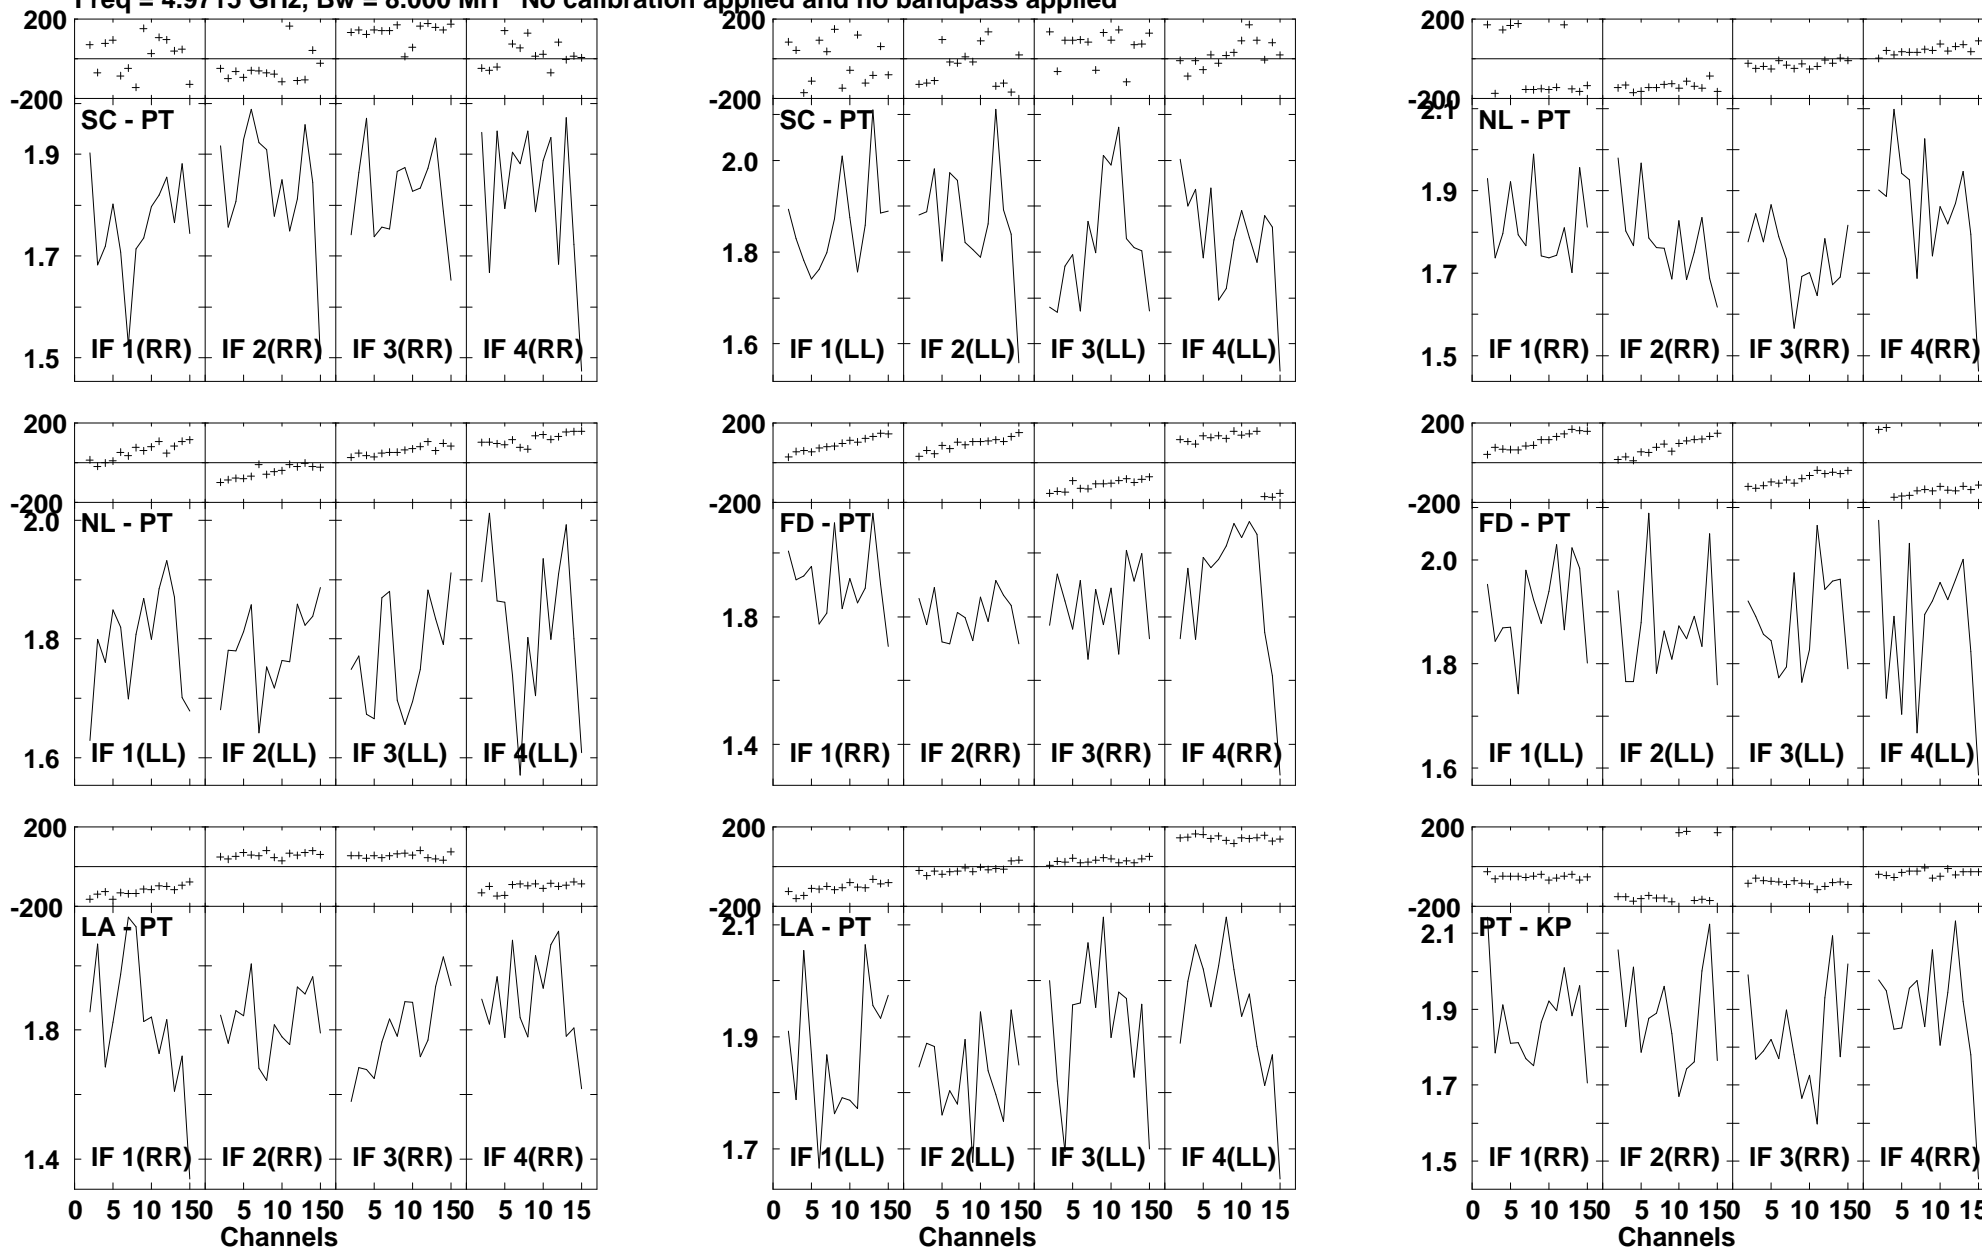 Freq = 4.9715 GHz, Bw = 8.000 MH No calibration applied and no bandpass applied
200 200 200
-200 -200 -200
SC - PT SC - PT NL - PT
2.1
1.9 2.0 1.9
1.7 1.8 1.7
1.5 1.6 1.5
IF 1(RR) IF 2(RR) IF 3(RR) IF 4(RR) IF 1(LL) IF 2(LL) IF 3(LL) IF 4(LL) IF 1(RR) IF 2(RR) IF 3(RR) IF 4(RR)
200 200 200
-200 -200 -200
NL - PT FD - PT FD - PT
2.0 2.0
1.8 1.8 1.8
1.6 1.4 1.6
IF 1(LL) IF 2(LL) IF 3(LL) IF 4(LL) IF 1(RR) IF 2(RR) IF 3(RR) IF 4(RR) IF 1(LL) IF 2(LL) IF 3(LL) IF 4(LL)
200 200 200
-200 -200 -200
LA - PT LA - PT PT - KP
2.1 2.1
1.8 1.9 1.9
1.7 1.7
1.4 1.5
IF 1(RR) IF 2(RR) IF 3(RR) IF 4(RR) IF 1(LL) IF 2(LL) IF 3(LL) IF 4(LL) IF 1(RR) IF 2(RR) IF 3(RR) IF 4(RR)
0 5 10 150 5 10 150 5 10 150 5 10 15 0 5 10 150 5 10 150 5 10 150 5 10 15 0 5 10 150 5 10 150 5 10 150 5 10 15
Channels Channels Channels